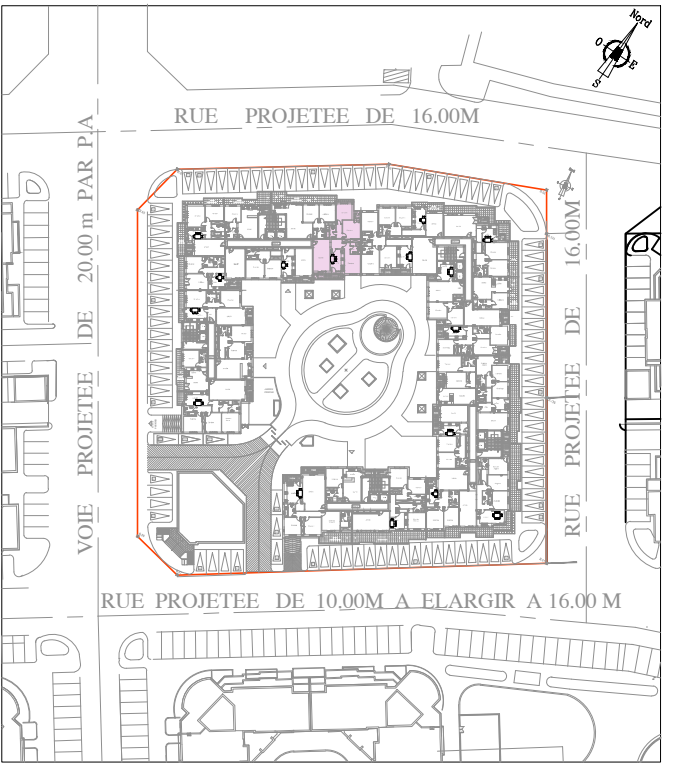 Nord
O
E
S
RUE PROJETEE DE 16.00M
VOIE PROJETEE DE 20.00 m PAR P.A
RUE PROJETEE DE 16.00M
RUE PROJETEE DE 10.00M A ELARGIR A 16.00 M